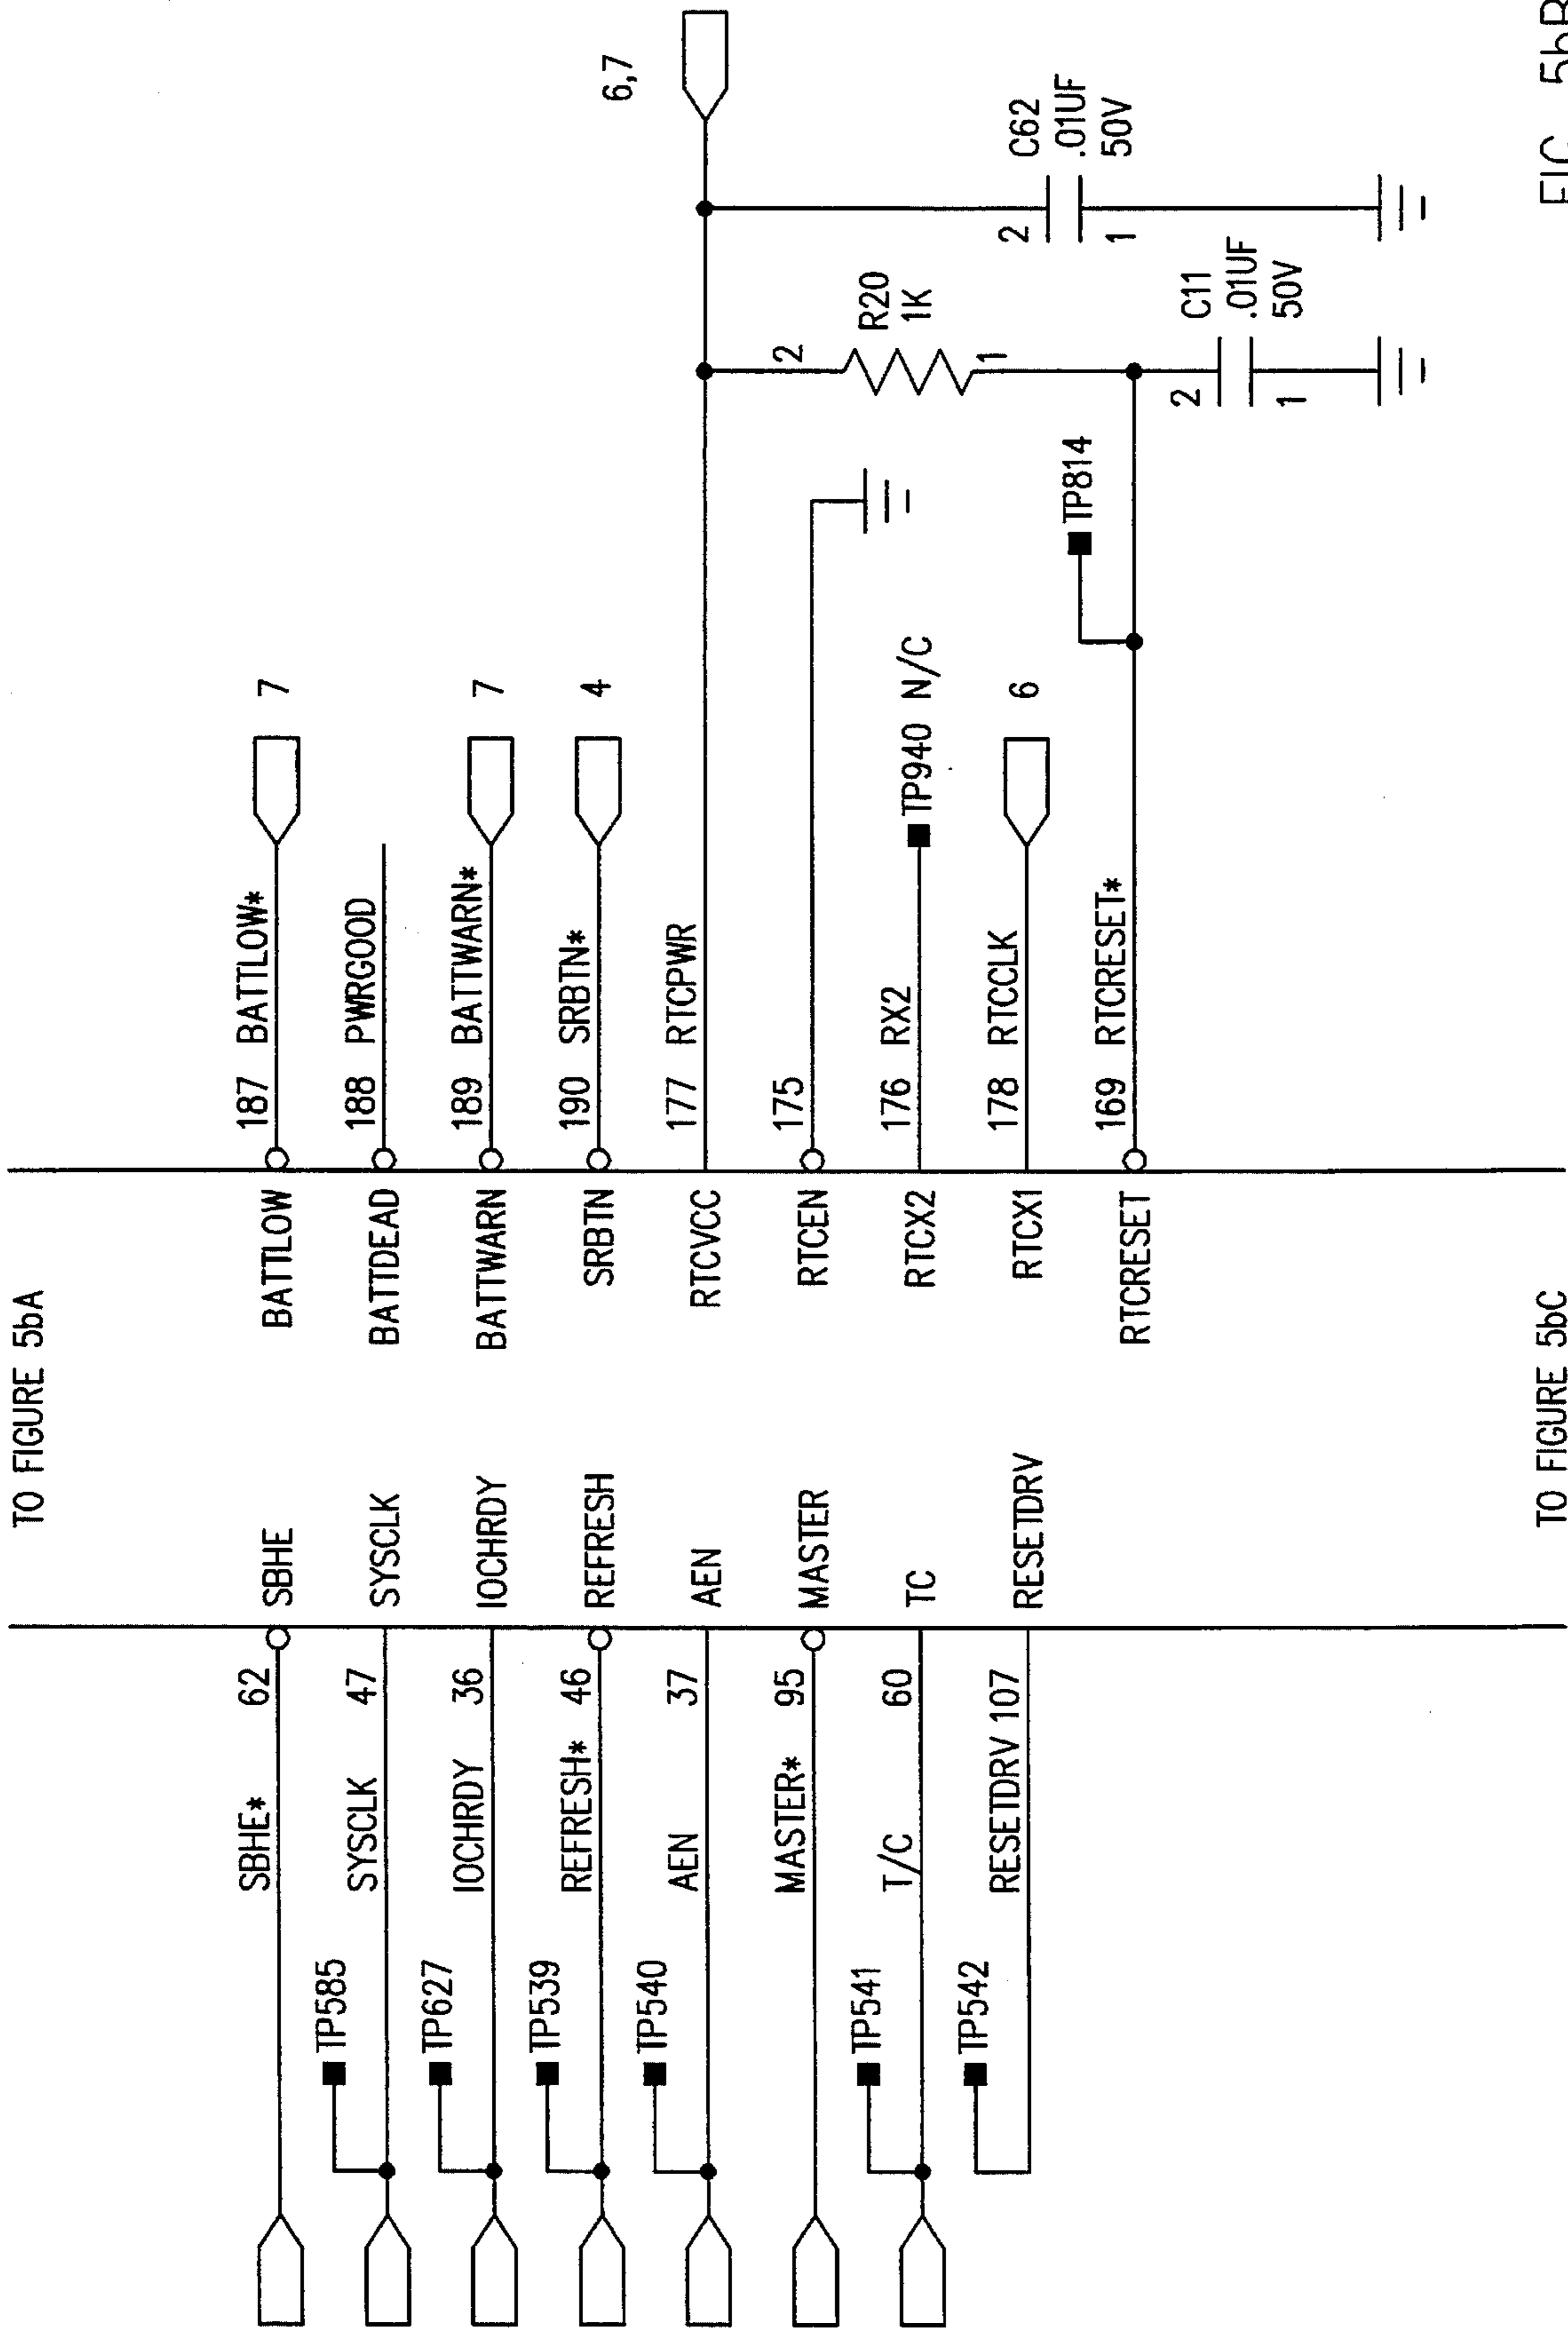 TO FIGURE 5bA
SBHE* 62 SBHE
TP585
SYSCLK 47 SYSCLK
TP627
IOCHRDY 36 IOCHRDY
TP539
REFRESH* 46 REFRESH
TP540
AEN 37 AEN
MASTER* 95 MASTER
TP541
T/C 60 TC
TP542
RESETDRV 107 RESETDRV
BATTLOW 187 BATTLOW* 7
BATTDEAD 188 PWRGOOD
BATTWARN 189 BATTWARN* 7
SRBTN 190 SRBTN* 4
RTCVCC 177 RTCPWR
6,7
RTCEN 175
RTCX2 176 RX2 TP940 N/C
RTCX1 178 RTCCLK 6
RTCRESET 169 RTCRESET*
TP814
2
R20
1K
1
2
C11
.01UF
50V
1
2
C62
.01UF
50V
1
TO FIGURE 5bC
FIG. 5bB